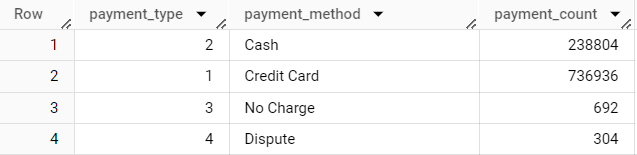 Row payment_type payment_method payment_count
1 2 Cash 238804
2 1 Credit Card 736936
3 3 No Charge 692
4 4 Dispute 304